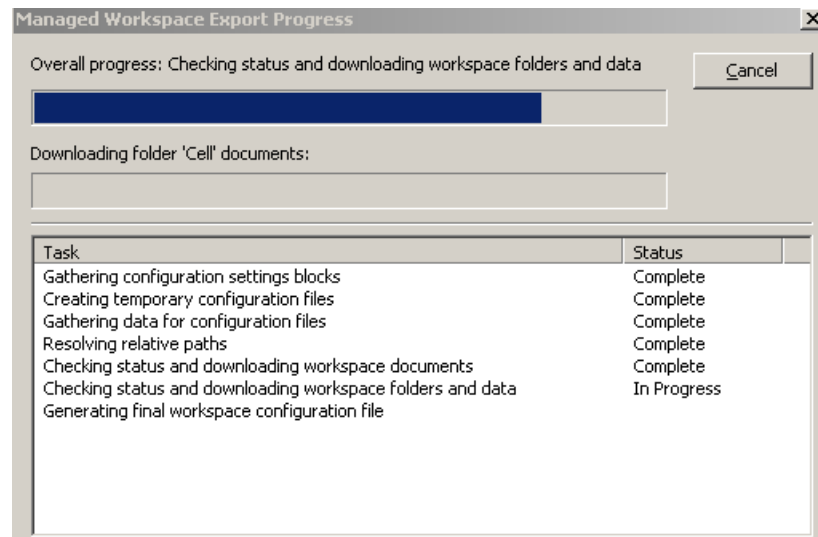 Managed Workspace Export Progress
Overall progress: Checking status and downloading workspace folders and data
Cancel
Downloading folder 'Cell' documents:
Task Status
Gathering configuration settings blocks Complete
Creating temporary configuration files Complete
Gathering data for configuration files Complete
Resolving relative paths Complete
Checking status and downloading workspace documents Complete
Checking status and downloading workspace folders and data In Progress
Generating final workspace configuration file